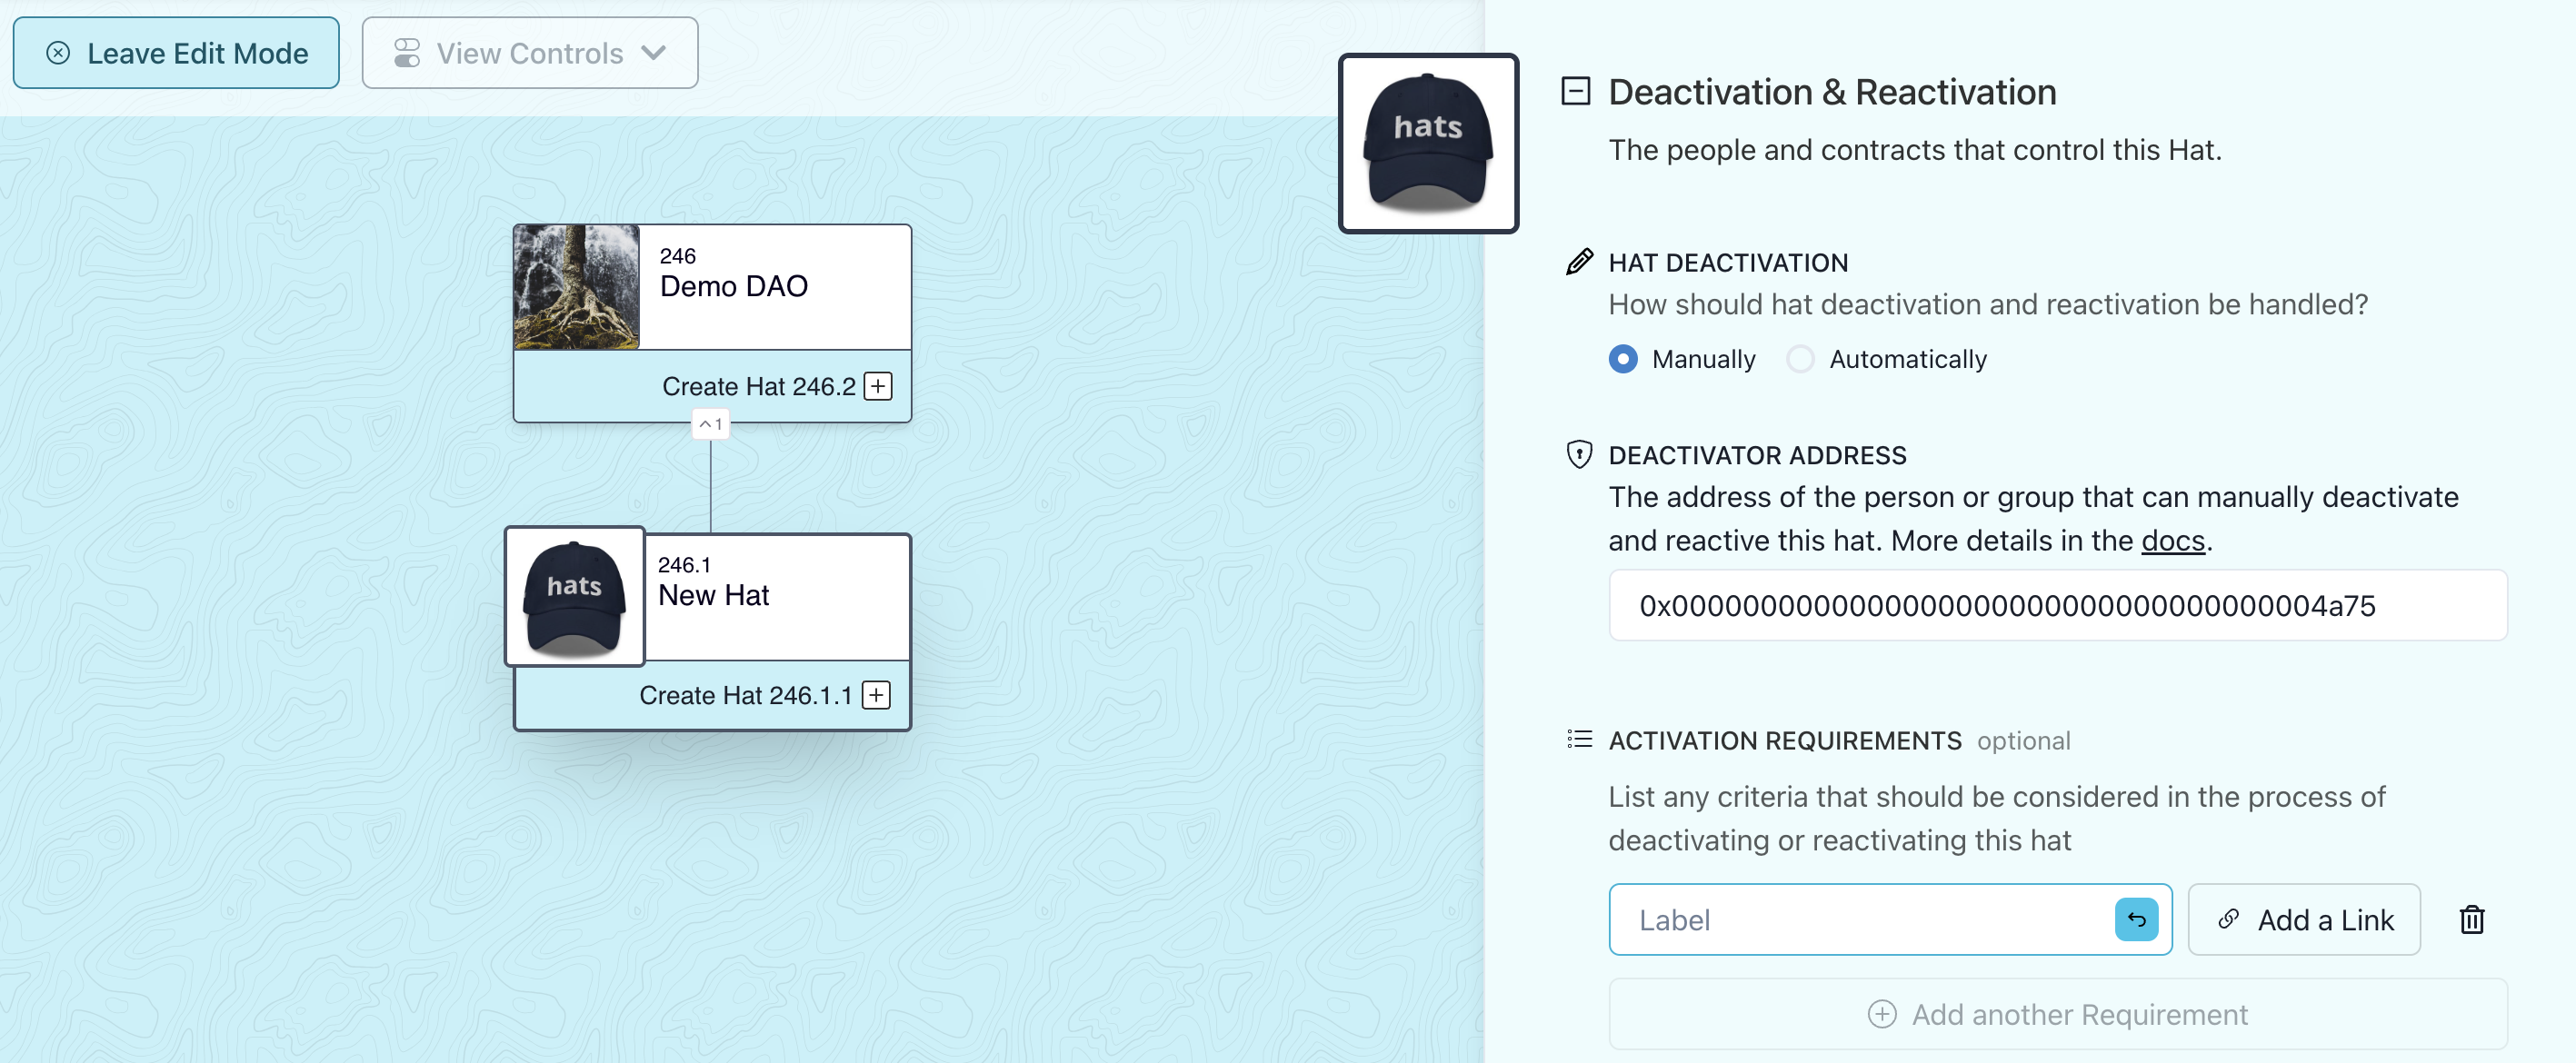 Leave Edit Mode
View Controls
hats
246
Demo DAO
Create Hat 246.2
1
hats
246.1
New Hat
Create Hat 246.1.1
Deactivation & Reactivation
The people and contracts that control this Hat.
HAT DEACTIVATION
How should hat deactivation and reactivation be handled?
Manually
Automatically
DEACTIVATOR ADDRESS
The address of the person or group that can manually deactivate
and reactive this hat. More details in the docs.
0x0000000000000000000000000000000000004a75
ACTIVATION REQUIREMENTS optional
List any criteria that should be considered in the process of
deactivating or reactivating this hat
Label
Add a Link
Add another Requirement